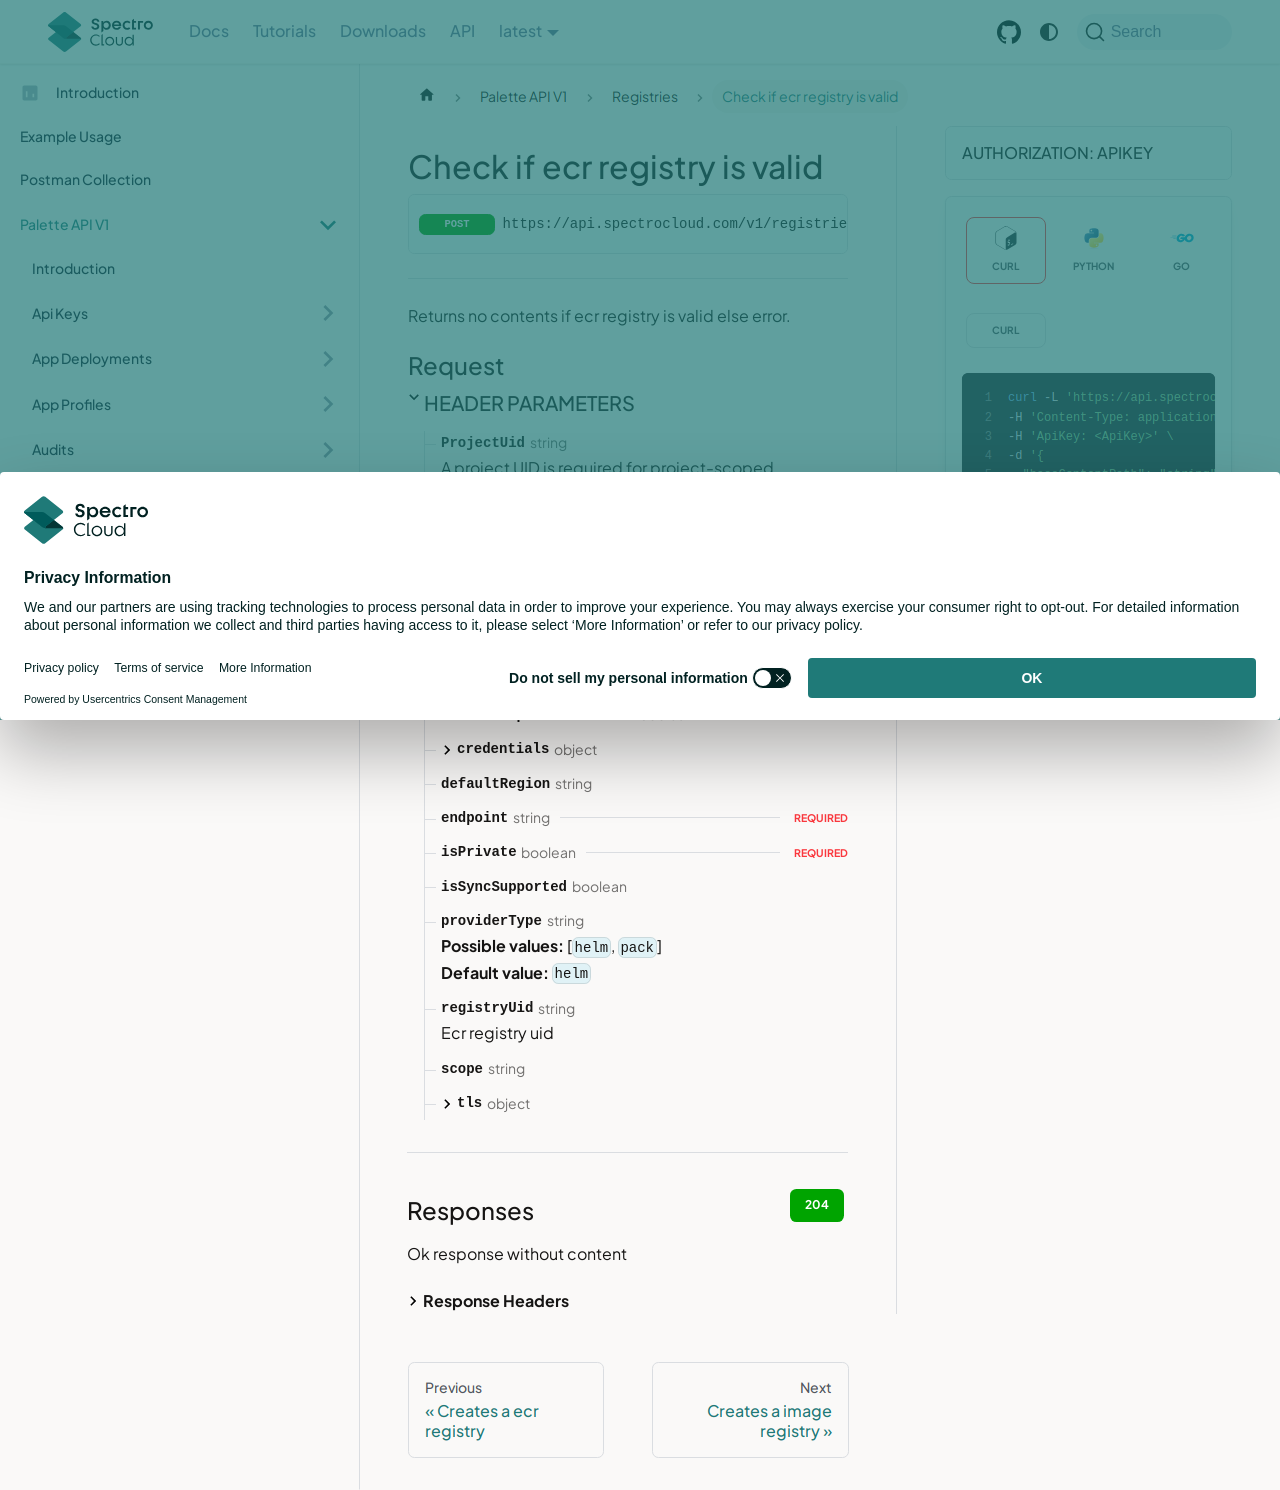 Spectro Cloud
Docs
Tutorials
Downloads
API
latest
Search
Introduction
Example Usage
Postman Collection
Palette API V1
Introduction
Api Keys
App Deployments
App Profiles
Audits
Palette API V1
Registries
Check if ecr registry is valid
Check if ecr registry is valid
POST
https://api.spectrocloud.com/v1/registrie
Returns no contents if ecr registry is valid else error.
Request
HEADER PARAMETERS
ProjectUid string
A project UID is required for project-scoped
AUTHORIZATION: APIKEY
CURL
PYTHON
GO
CURL
1 curl -L 'https://api.spectroc
2 -H 'Content-Type: application
3 -H 'ApiKey: <ApiKey>' \
4 -d '{
Spectro Cloud
Privacy Information
We and our partners are using tracking technologies to process personal data in order to improve your experience. You may always exercise your consumer right to opt-out. For detailed information
about personal information we collect and third parties having access to it, please select ‘More Information’ or refer to our privacy policy.
Privacy policy
Terms of service
More Information
Powered by Usercentrics Consent Management
Do not sell my personal information
OK
credentials object
defaultRegion string
endpoint string REQUIRED
isPrivate boolean REQUIRED
isSyncSupported boolean
providerType string
Possible values: [helm, pack]
Default value: helm
registryUid string
Ecr registry uid
scope string
tls object
Responses
204
Ok response without content
Response Headers
Previous
« Creates a ecr
registry
Next
Creates a image
registry »